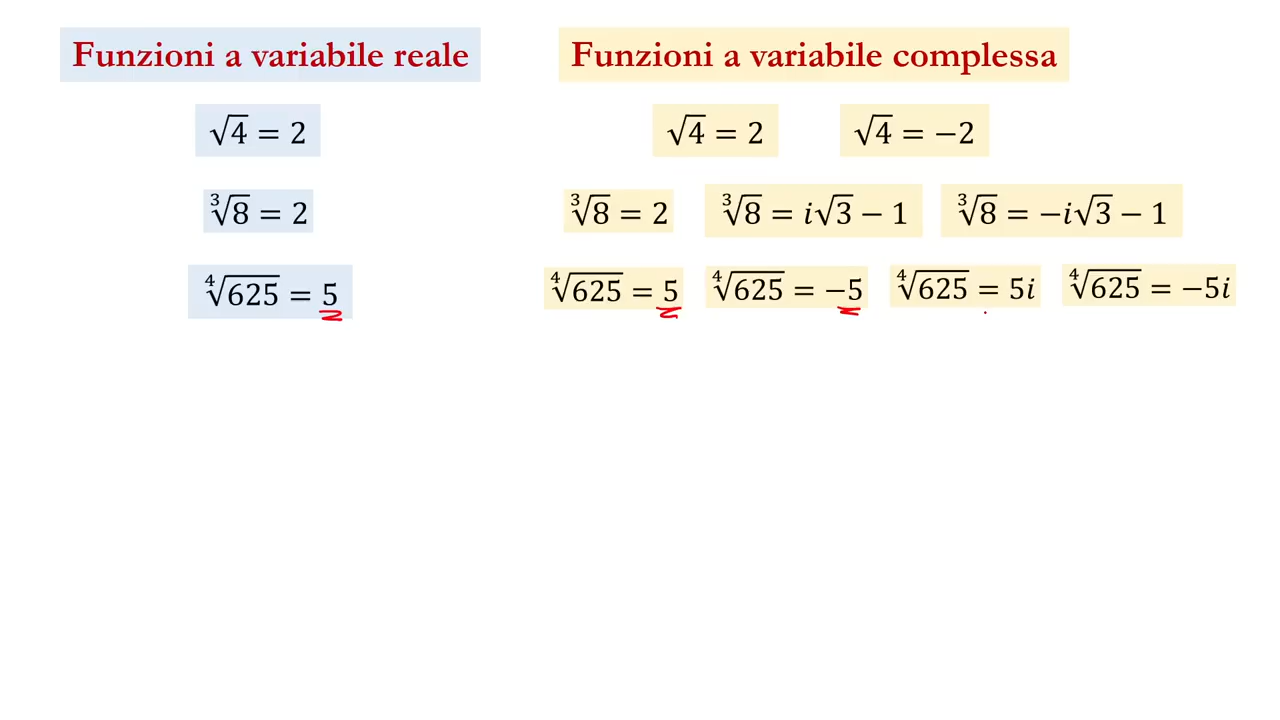 Funzioni a variabile reale
Funzioni a variabile complessa
√4 = 2
√4 = 2
√4 = −2
∛8 = 2
∛8 = 2
∛8 = i√3 − 1
∛8 = −i√3 − 1
∜625 = 5
∜625 = 5
∜625 = −5
∜625 = 5i
∜625 = −5i